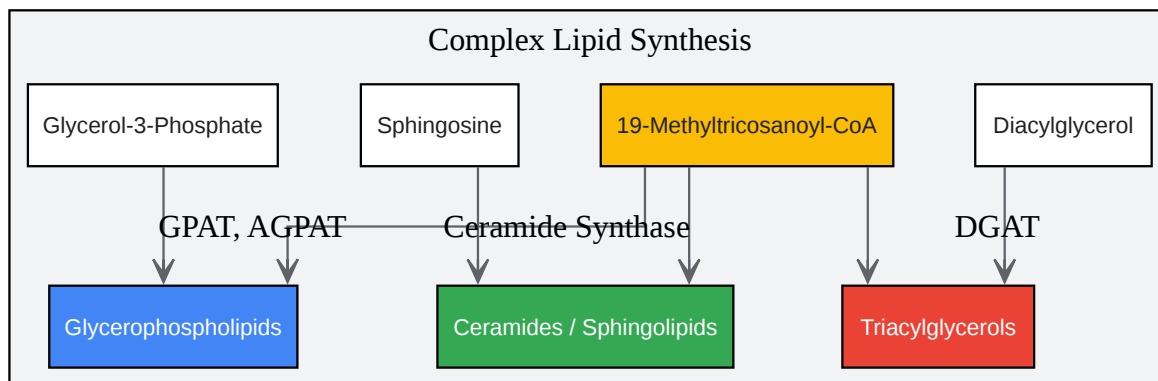 Complex Lipid Synthesis
Glycerol-3-Phosphate
Sphingosine
19-Methyltricosanoyl-CoA
Diacylglycerol
GPAT, AGPAT
Ceramide Synthase
DGAT
Glycerophospholipids
Ceramides / Sphingolipids
Triacylglycerols